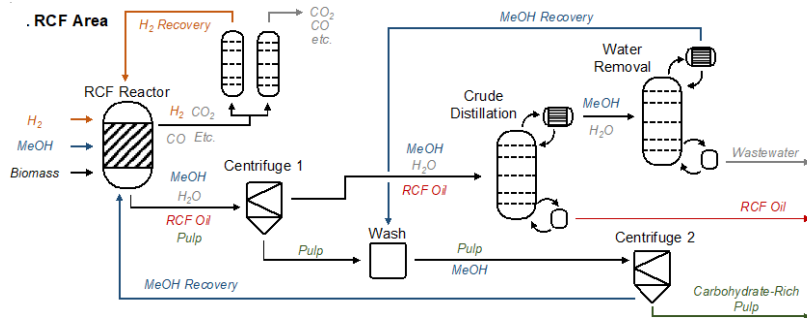 . RCF Area
H2 Recovery
CO2
CO
etc.
MeOH Recovery
Water
Removal
RCF Reactor
Crude
Distillation
MeOH
H2O
H2
MeOH
Biomass
H2 CO2
CO Etc.
Centrifuge 1
MeOH
H2O
RCF Oil
Wastewater
MeOH
H2O
RCF Oil
Pulp
RCF Oil
Wash
Centrifuge 2
Pulp
Pulp
MeOH
MeOH Recovery
Carbohydrate-Rich
Pulp